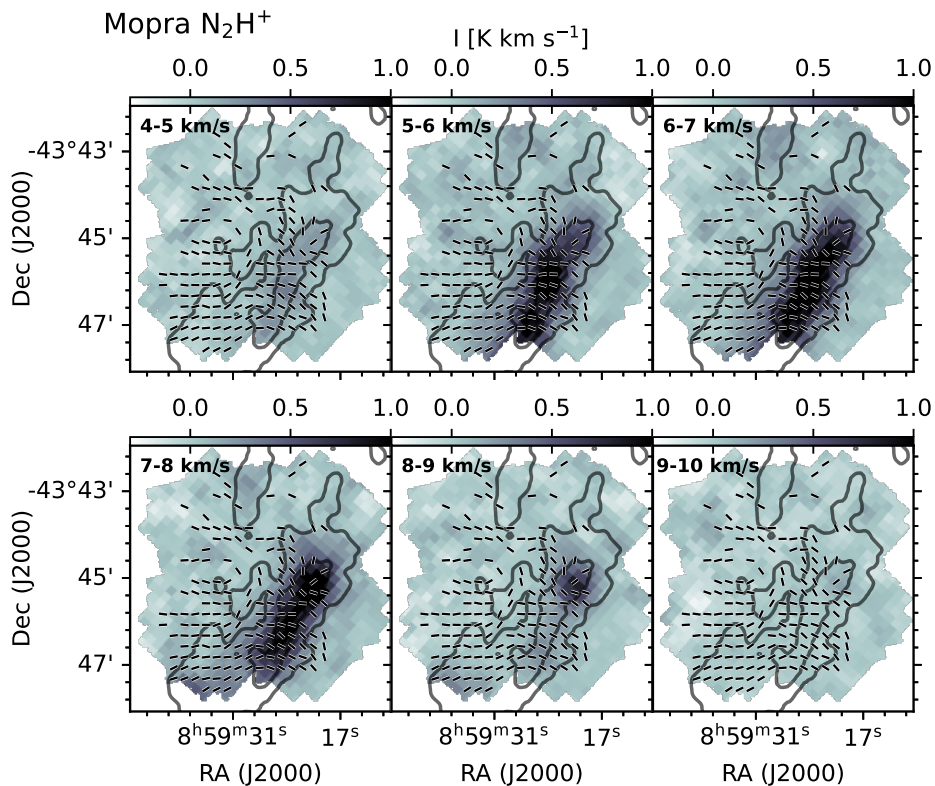 Mopra N₂H⁺
I [K km s⁻¹]
0.0 0.5 1.0 0.0 0.5 1.0 0.0 0.5 1.0
4-5 km/s 5-6 km/s 6-7 km/s
-43°43'
45'
47'
Dec (J2000)
0.0 0.5 1.0 0.0 0.5 1.0 0.0 0.5 1.0
7-8 km/s 8-9 km/s 9-10 km/s
-43°43'
45'
47'
Dec (J2000)
8ʰ59ᵐ31ˢ 17ˢ 8ʰ59ᵐ31ˢ 17ˢ 8ʰ59ᵐ31ˢ 17ˢ
RA (J2000) RA (J2000) RA (J2000)